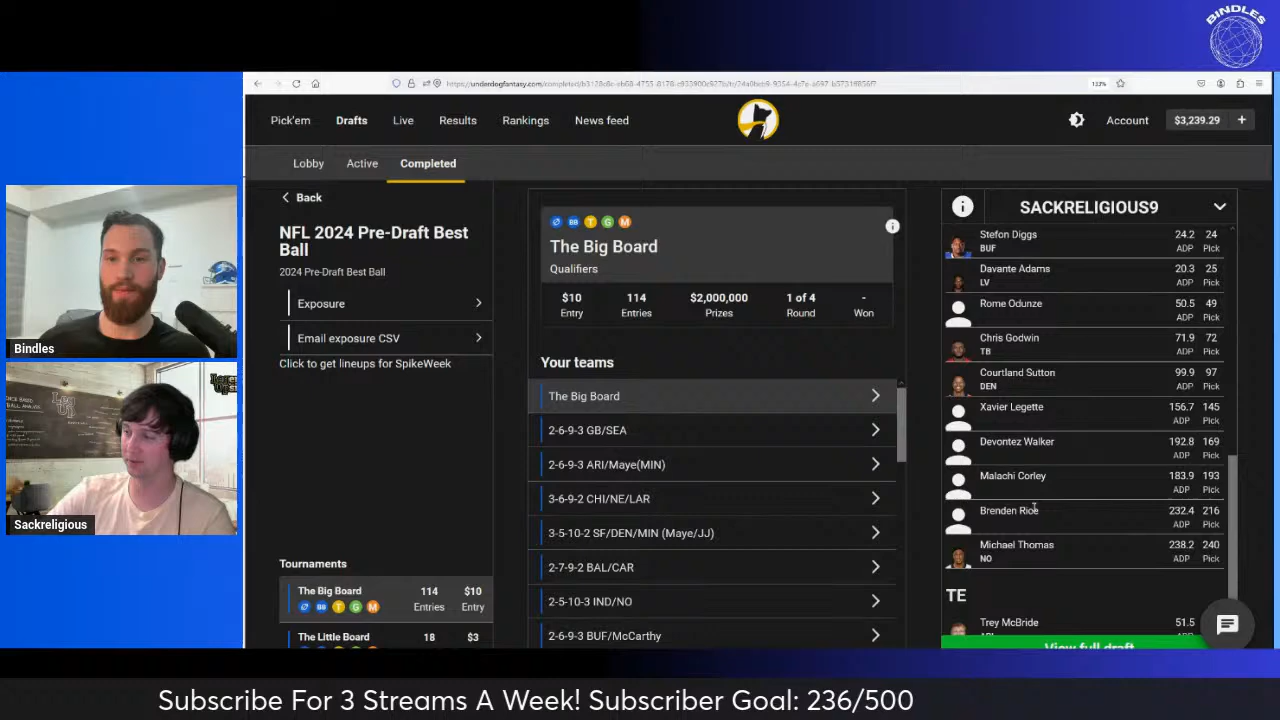 BINDLES
133%
Pick'em
Drafts
Live
Results
Rankings
News feed
Account
$3,239.29 +
Lobby
Active
Completed
Back
NFL 2024 Pre-Draft Best
Ball
2024 Pre-Draft Best Ball
Exposure
Email exposure CSV
Click to get lineups for SpikeWeek
Tournaments
The Big Board 114 $10
Entries Entry
The Little Board 18 $3
The Big Board
Qualifiers
$10 114 $2,000,000 1 of 4 -
Entry Entries Prizes Round Won
Your teams
The Big Board
2-6-9-3 GB/SEA
2-6-9-3 ARI/Maye(MIN)
3-6-9-2 CHI/NE/LAR
3-5-10-2 SF/DEN/MIN (Maye/JJ)
2-7-9-2 BAL/CAR
2-5-10-3 IND/NO
2-6-9-3 BUF/McCarthy
SACKRELIGIOUS9
Stefon Diggs 24.2 24
BUF ADP Pick
Davante Adams 20.3 25
LV ADP Pick
Rome Odunze 50.5 49
ADP Pick
Chris Godwin 71.9 72
TB ADP Pick
Courtland Sutton 99.9 97
DEN ADP Pick
Xavier Legette 156.7 145
ADP Pick
Devontez Walker 192.8 169
ADP Pick
Malachi Corley 183.9 193
ADP Pick
Brenden Rice 232.4 216
ADP Pick
Michael Thomas 238.2 240
NO ADP Pick
TE
Trey McBride 51.5
View full draft
Bindles
Sackreligious
Subscribe For 3 Streams A Week! Subscriber Goal: 236/500